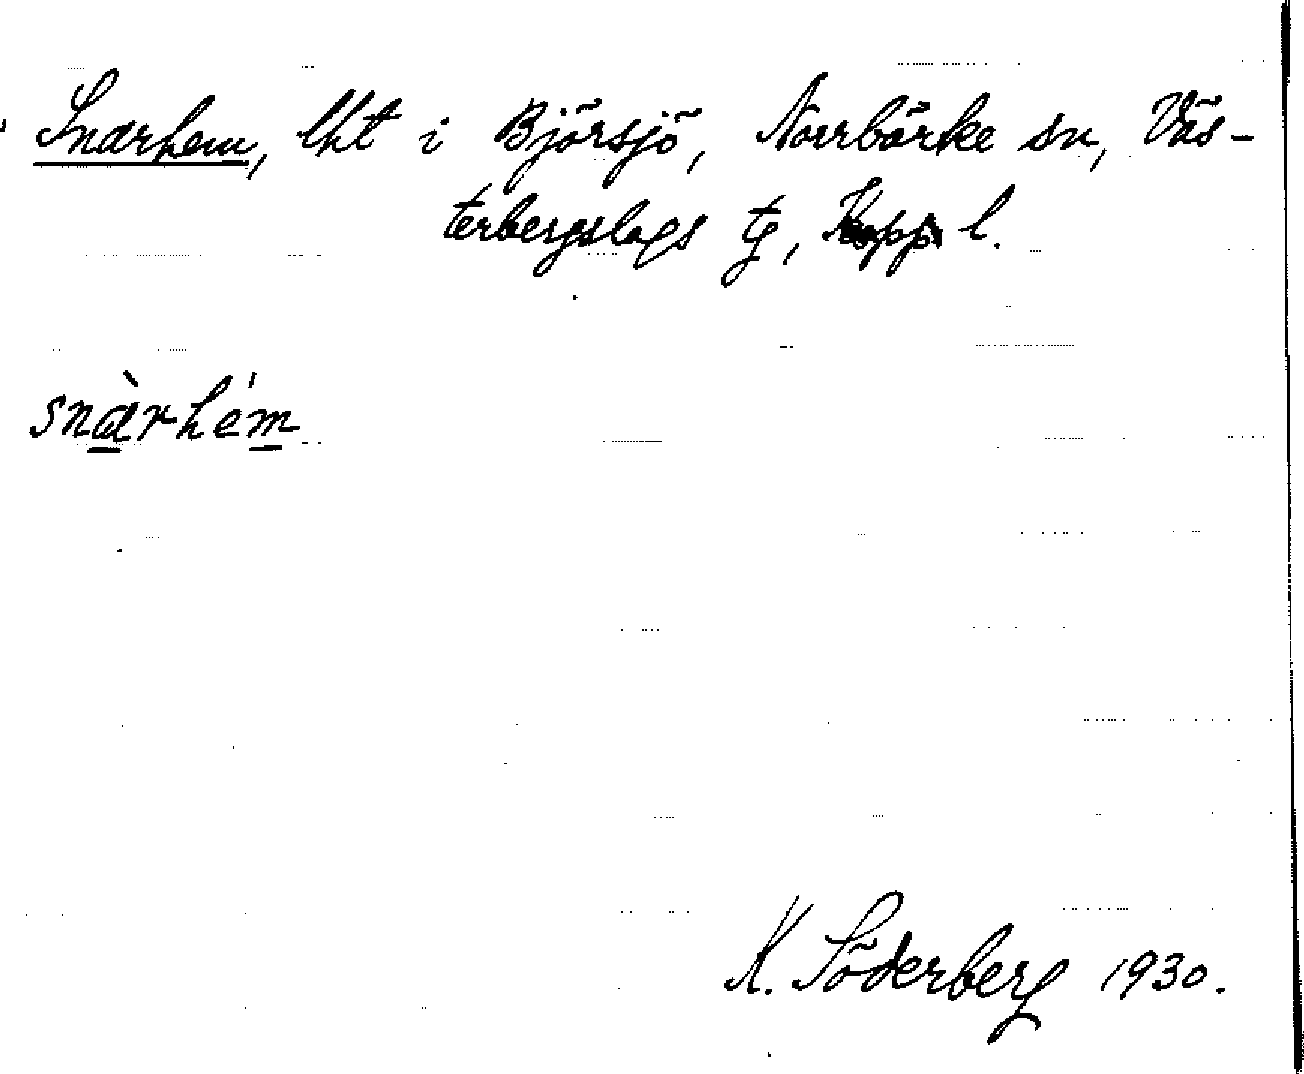 Snarhem, lht i Björsjö, Norrbärke sn, Väs-
terbergslags tg, Kopp. l.
snàrhém
K. Söderberg 1930.